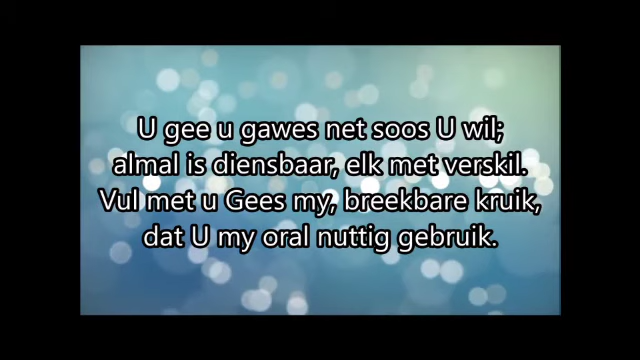 U gee u gawes net soos U wil;
almal is diensbaar, elk met verskil.
Vul met u Gees my, breekbare kruik,
dat U my oral nuttig gebruik.